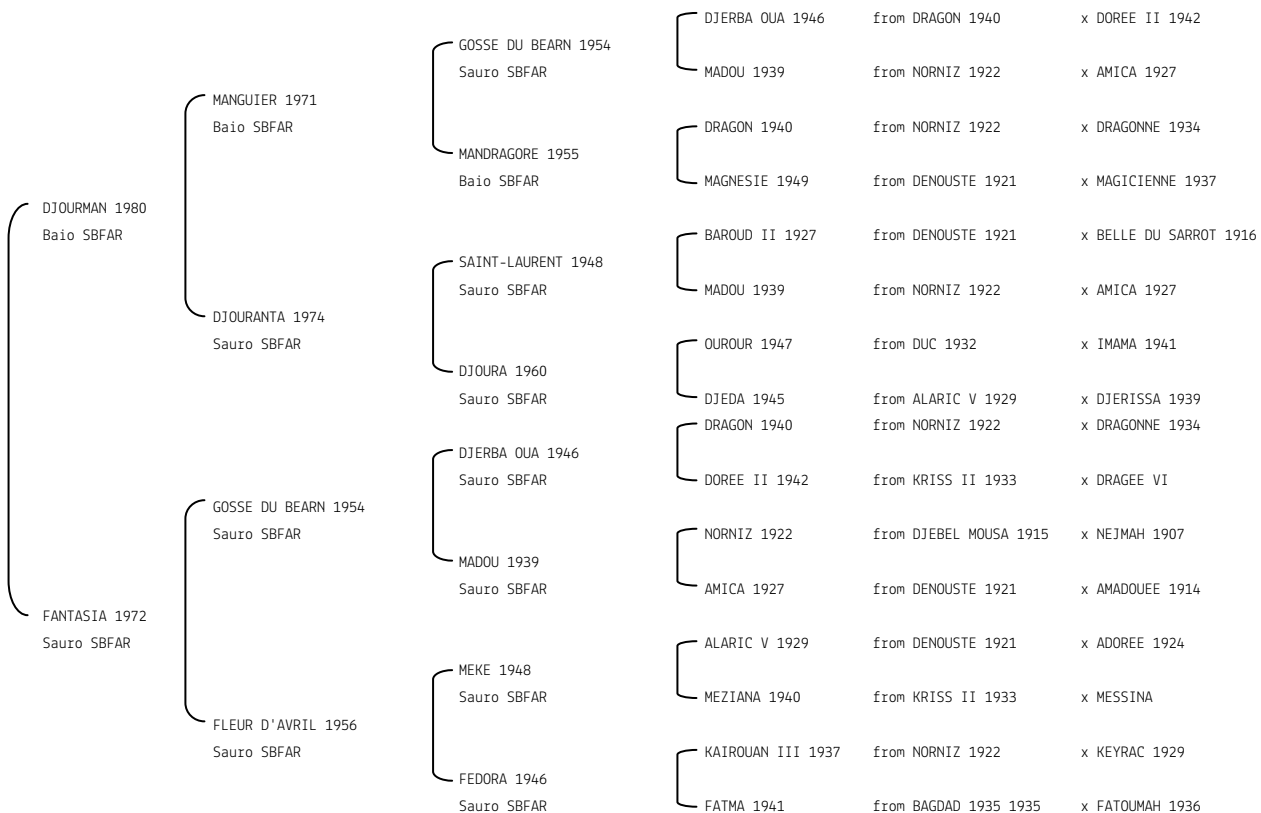 DJERBA OUA 1946 from DRAGON 1940 x DOREE II 1942
GOSSE DU BEARN 1954
Sauro SBFAR MADOU 1939 from NORNIZ 1922 x AMICA 1927
MANGUIER 1971
Baio SBFAR DRAGON 1940 from NORNIZ 1922 x DRAGONNE 1934
MANDRAGORE 1955
Baio SBFAR MAGNESIE 1949 from DENOUSTE 1921 x MAGICIENNE 1937
DJOURMAN 1980
Baio SBFAR BAROUD II 1927 from DENOUSTE 1921 x BELLE DU SARROT 1916
SAINT-LAURENT 1948
Sauro SBFAR MADOU 1939 from NORNIZ 1922 x AMICA 1927
DJOURANTA 1974
Sauro SBFAR OUROUR 1947 from DUC 1932 x IMAMA 1941
DJOURA 1960
Sauro SBFAR DJEDA 1945 from ALARIC V 1929 x DJERISSA 1939
DRAGON 1940 from NORNIZ 1922 x DRAGONNE 1934
DJERBA OUA 1946
Sauro SBFAR DOREE II 1942 from KRISS II 1933 x DRAGEE VI
GOSSE DU BEARN 1954
Sauro SBFAR NORNIZ 1922 from DJEBEL MOUSA 1915 x NEJMAH 1907
MADOU 1939
Sauro SBFAR AMICA 1927 from DENOUSTE 1921 x AMADOUEE 1914
FANTASIA 1972
Sauro SBFAR ALARIC V 1929 from DENOUSTE 1921 x ADOREE 1924
MEKE 1948
Sauro SBFAR MEZIANA 1940 from KRISS II 1933 x MESSINA
FLEUR D'AVRIL 1956
Sauro SBFAR KAIROUAN III 1937 from NORNIZ 1922 x KEYRAC 1929
FEDORA 1946
Sauro SBFAR FATMA 1941 from BAGDAD 1935 1935 x FATOUMAH 1936